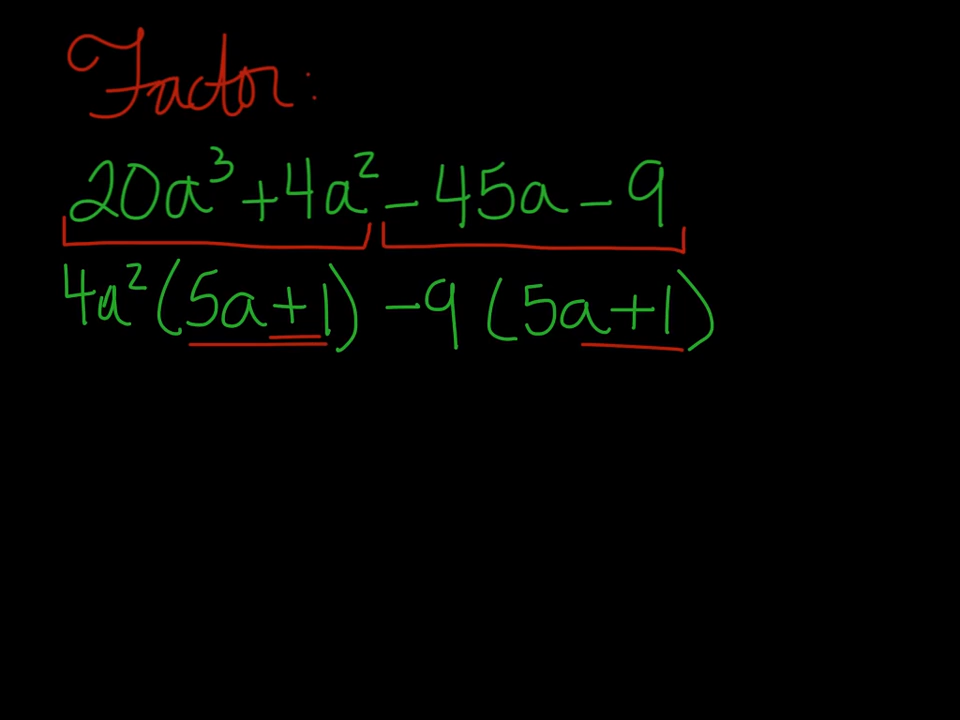 Factor:
20a³ + 4a² - 45a - 9
4a² (5a + 1) - 9 (5a + 1)